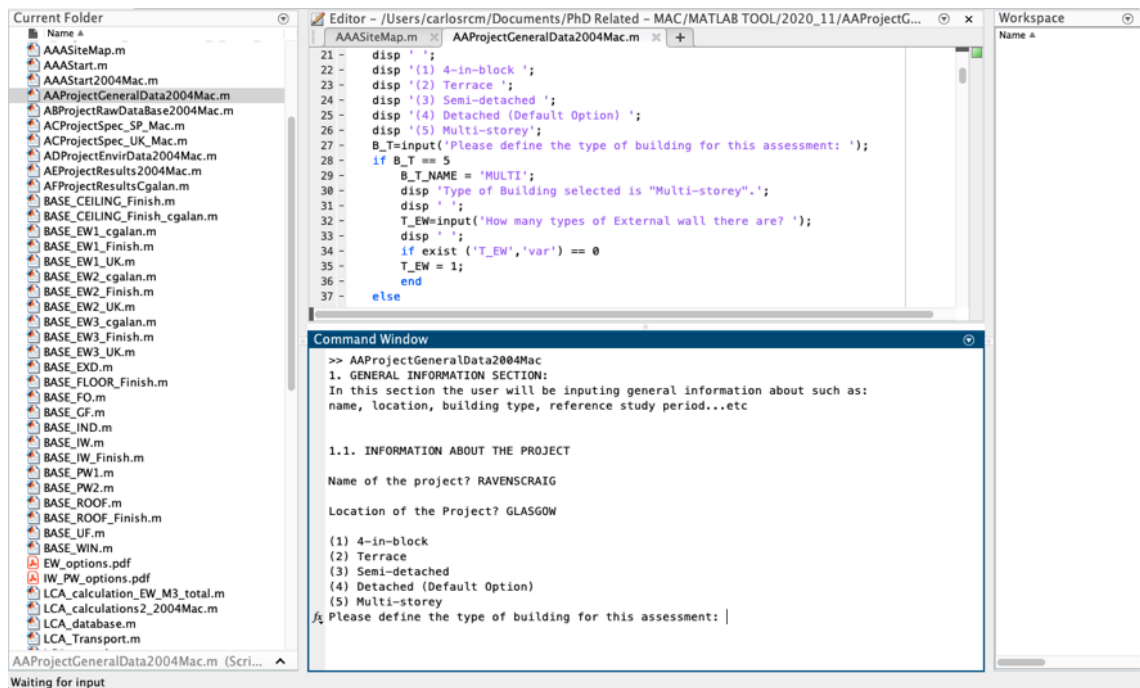 Current Folder
Name
AAASiteMap.m
AAAStart.m
AAAStart2004Mac.m
AAProjectGeneralData2004Mac.m
ABProjectRawDataBase2004Mac.m
ACProjectSpec_SP_Mac.m
ACProjectSpec_UK_Mac.m
ADProjectEnvirData2004Mac.m
AEProjectResults2004Mac.m
AFProjectResultsCgalan.m
BASE_CEILING_Finish.m
BASE_CEILING_Finish_cgalan.m
BASE_EW1_cgalan.m
BASE_EW1_Finish.m
BASE_EW1_UK.m
BASE_EW2_cgalan.m
BASE_EW2_Finish.m
BASE_EW2_UK.m
BASE_EW3_cgalan.m
BASE_EW3_Finish.m
BASE_EW3_UK.m
BASE_EXD.m
BASE_FLOOR_Finish.m
BASE_FO.m
BASE_GF.m
BASE_IND.m
BASE_IW.m
BASE_IW_Finish.m
BASE_PW1.m
BASE_PW2.m
BASE_ROOF.m
BASE_ROOF_Finish.m
BASE_UF.m
BASE_WIN.m
EW_options.pdf
IW_PW_options.pdf
LCA_calculation_EW_M3_total.m
LCA_calculations2_2004Mac.m
LCA_database.m
LCA_Transport.m
AAProjectGeneralData2004Mac.m (Scri...
Waiting for input
Editor - /Users/carlosrcm/Documents/PhD Related - MAC/MATLAB TOOL/2020_11/AAProjectG...
AAASiteMap.m × AAProjectGeneralData2004Mac.m × +
21 - disp ' ';
22 - disp '(1) 4-in-block ';
23 - disp '(2) Terrace ';
24 - disp '(3) Semi-detached ';
25 - disp '(4) Detached (Default Option) ';
26 - disp '(5) Multi-storey';
27 - B_T=input('Please define the type of building for this assessment: ');
28 - if B_T == 5
29 - B_T_NAME = 'MULTI';
30 - disp 'Type of Building selected is "Multi-storey".';
31 - disp ' ';
32 - T_EW=input('How many types of External wall there are? ');
33 - disp ' ';
34 - if exist ('T_EW','var') == 0
35 - T_EW = 1;
36 - end
37 - else
Command Window
>> AAProjectGeneralData2004Mac
1. GENERAL INFORMATION SECTION:
In this section the user will be inputing general information about such as:
name, location, building type, reference study period...etc
1.1. INFORMATION ABOUT THE PROJECT
Name of the project? RAVENSCRAIG
Location of the Project? GLASGOW
(1) 4-in-block
(2) Terrace
(3) Semi-detached
(4) Detached (Default Option)
(5) Multi-storey
fx Please define the type of building for this assessment:
Workspace
Name